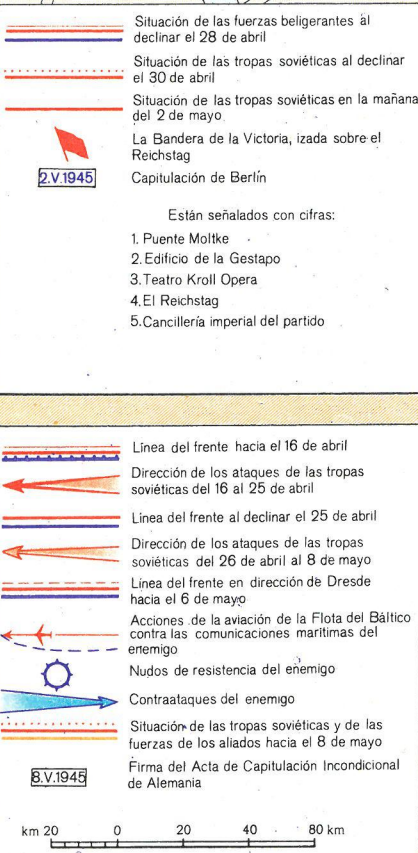 Situación de las fuerzas beligerantes al
declinar el 28 de abril
Situación de las tropas soviéticas al declinar
el 30 de abril
Situación de las tropas soviéticas en la mañana
del 2 de mayo
La Bandera de la Victoria, izada sobre el
Reichstag
2.V.1945 Capitulación de Berlín
Están señalados con cifras:
1. Puente Moltke
2. Edificio de la Gestapo
3. Teatro Kroll Opera
4. El Reichstag
5. Cancillería imperial del partido
Línea del frente hacia el 16 de abril
Dirección de los ataques de las tropas
soviéticas del 16 al 25 de abril
Línea del frente al declinar el 25 de abril
Dirección de los ataques de las tropas
soviéticas del 26 de abril al 8 de mayo
Línea del frente en dirección de Dresde
hacia el 6 de mayo
Acciones de la aviación de la Flota del Báltico
contra las comunicaciones marítimas del
enemigo
Nudos de resistencia del enemigo
Contraataques del enemigo
Situación de las tropas soviéticas y de las
fuerzas de los aliados hacia el 8 de mayo
8.V.1945 Firma del Acta de Capitulación Incondicional
de Alemania
km 20 0 20 40 80 km